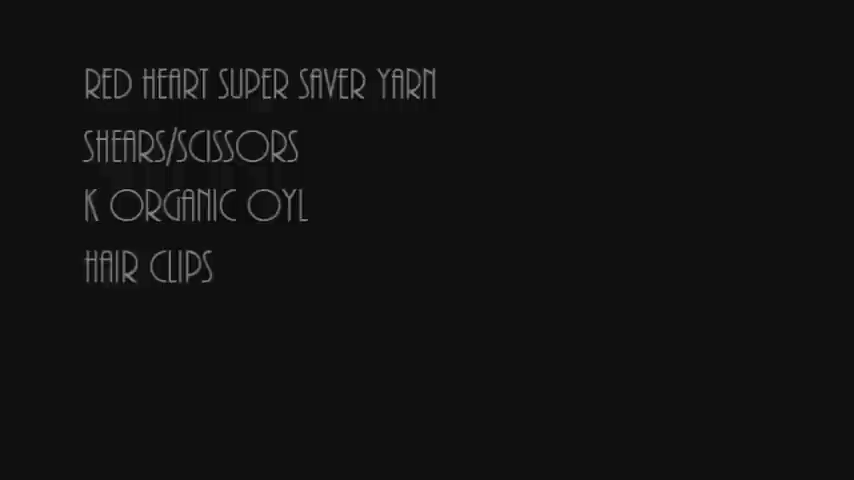 RED HEART SUPER SAVER YARN
SHEARS/SCISSORS
K ORGANIC OYL
HAIR CLIPS